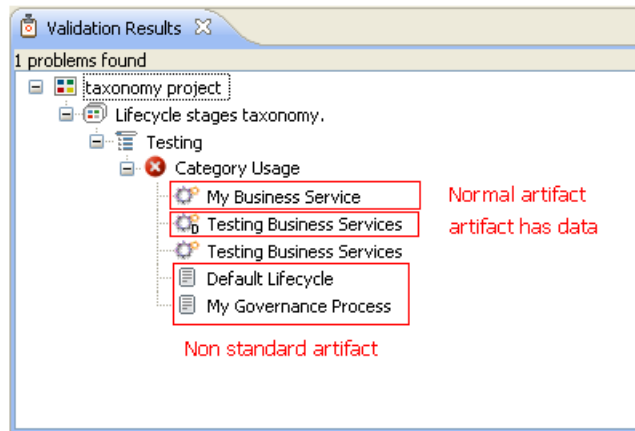 Validation Results
1 problems found
taxonomy project
Lifecycle stages taxonomy.
Testing
Category Usage
My Business Service Normal artifact
D Testing Business Services artifact has data
Testing Business Services
Default Lifecycle
My Governance Process
Non standard artifact